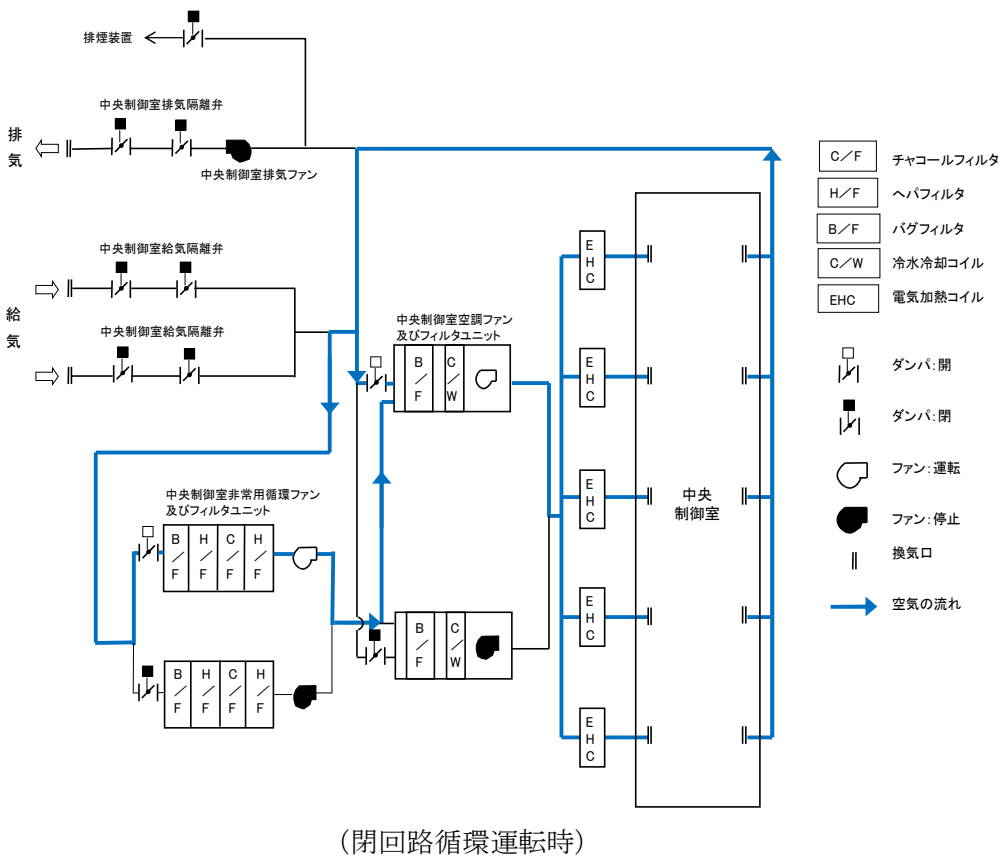 排煙装置
中央制御室排気隔離弁
排
気
中央制御室排気ファン
中央制御室給気隔離弁
給
気
中央制御室給気隔離弁
中央制御室空調ファン
及びフィルタユニット
B/F
C/W
中央制御室非常用循環ファン
及びフィルタユニット
B/F
H/F
C/F
H/F
B/F
H/F
C/F
H/F
B/F
C/W
EHC
EHC
EHC
EHC
EHC
中央
制御室
C/F チャコールフィルタ
H/F ヘパフィルタ
B/F バグフィルタ
C/W 冷水冷却コイル
EHC 電気加熱コイル
ダンパ:開
ダンパ:閉
ファン:運転
ファン:停止
換気口
空気の流れ
(閉回路循環運転時)